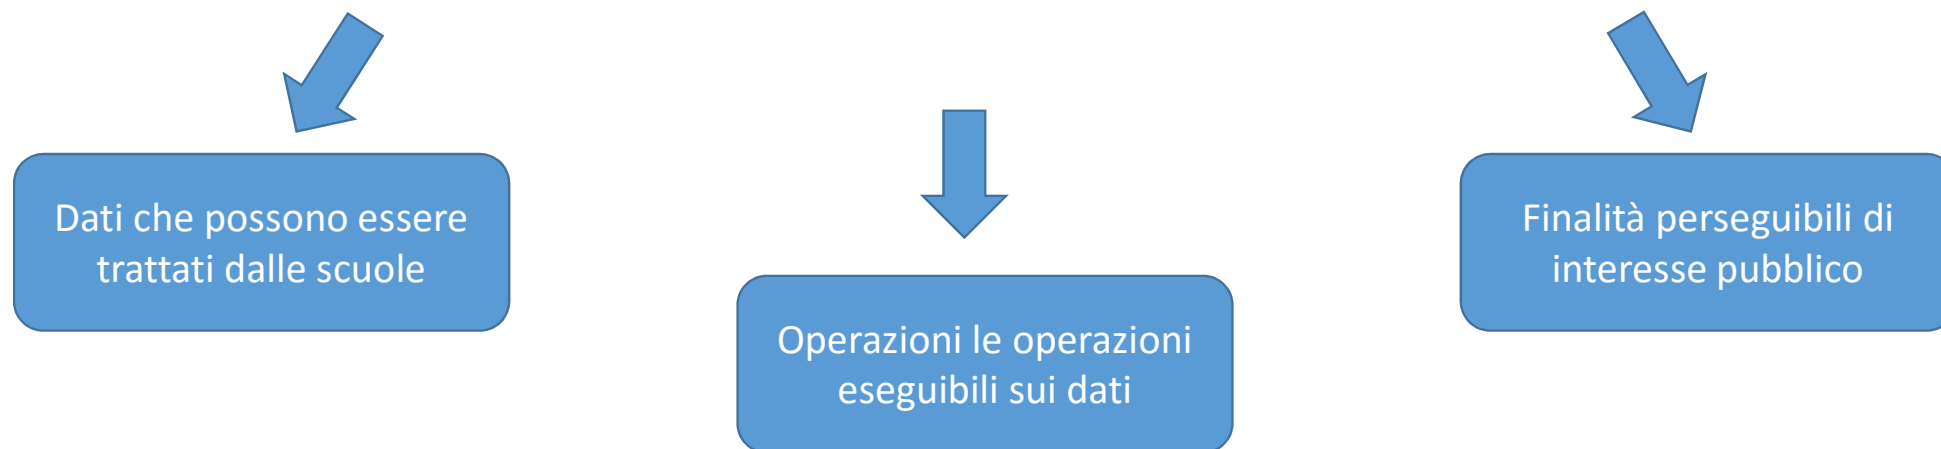 Dati che possono essere
trattati dalle scuole
Operazioni le operazioni
eseguibili sui dati
Finalità perseguibili di
interesse pubblico